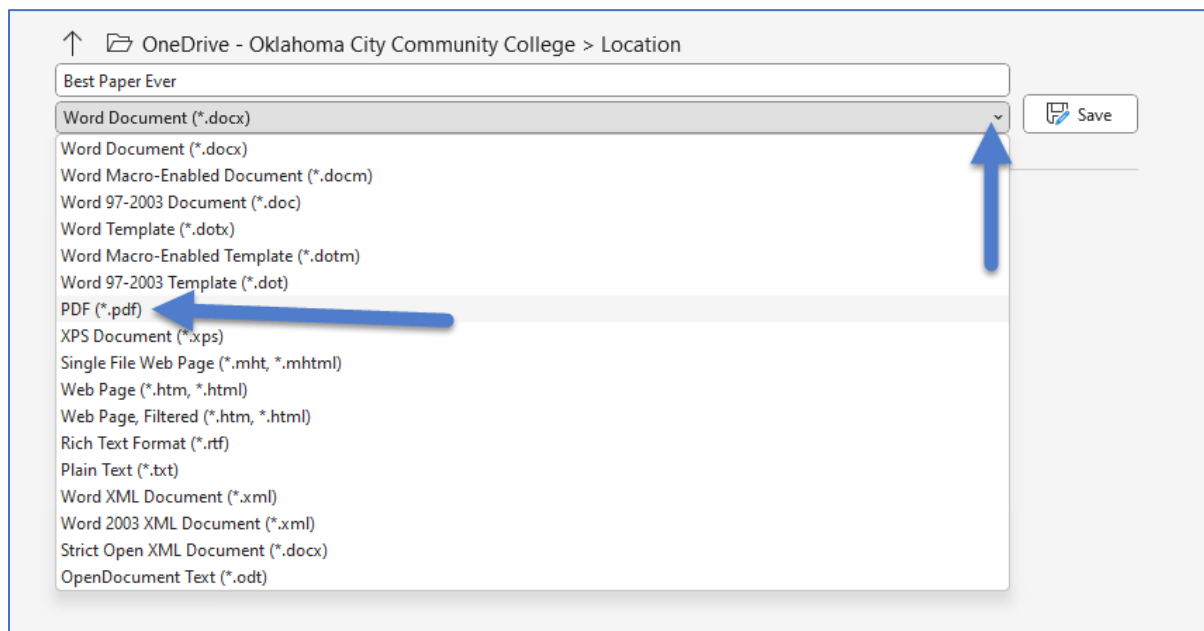 OneDrive - Oklahoma City Community College > Location
Best Paper Ever
Word Document (*.docx)
Save
Word Document (*.docx)
Word Macro-Enabled Document (*.docm)
Word 97-2003 Document (*.doc)
Word Template (*.dotx)
Word Macro-Enabled Template (*.dotm)
Word 97-2003 Template (*.dot)
PDF (*.pdf)
XPS Document (*.xps)
Single File Web Page (*.mht, *.mhtml)
Web Page (*.htm, *.html)
Web Page, Filtered (*.htm, *.html)
Rich Text Format (*.rtf)
Plain Text (*.txt)
Word XML Document (*.xml)
Word 2003 XML Document (*.xml)
Strict Open XML Document (*.docx)
OpenDocument Text (*.odt)